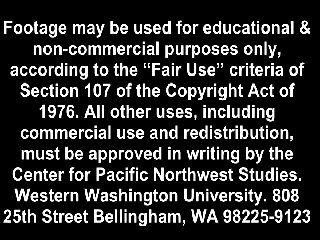 Footage may be used for educational &
non-commercial purposes only,
according to the “Fair Use” criteria of
Section 107 of the Copyright Act of
1976. All other uses, including
commercial use and redistribution,
must be approved in writing by the
Center for Pacific Northwest Studies.
Western Washington University. 808
25th Street Bellingham, WA 98225-9123